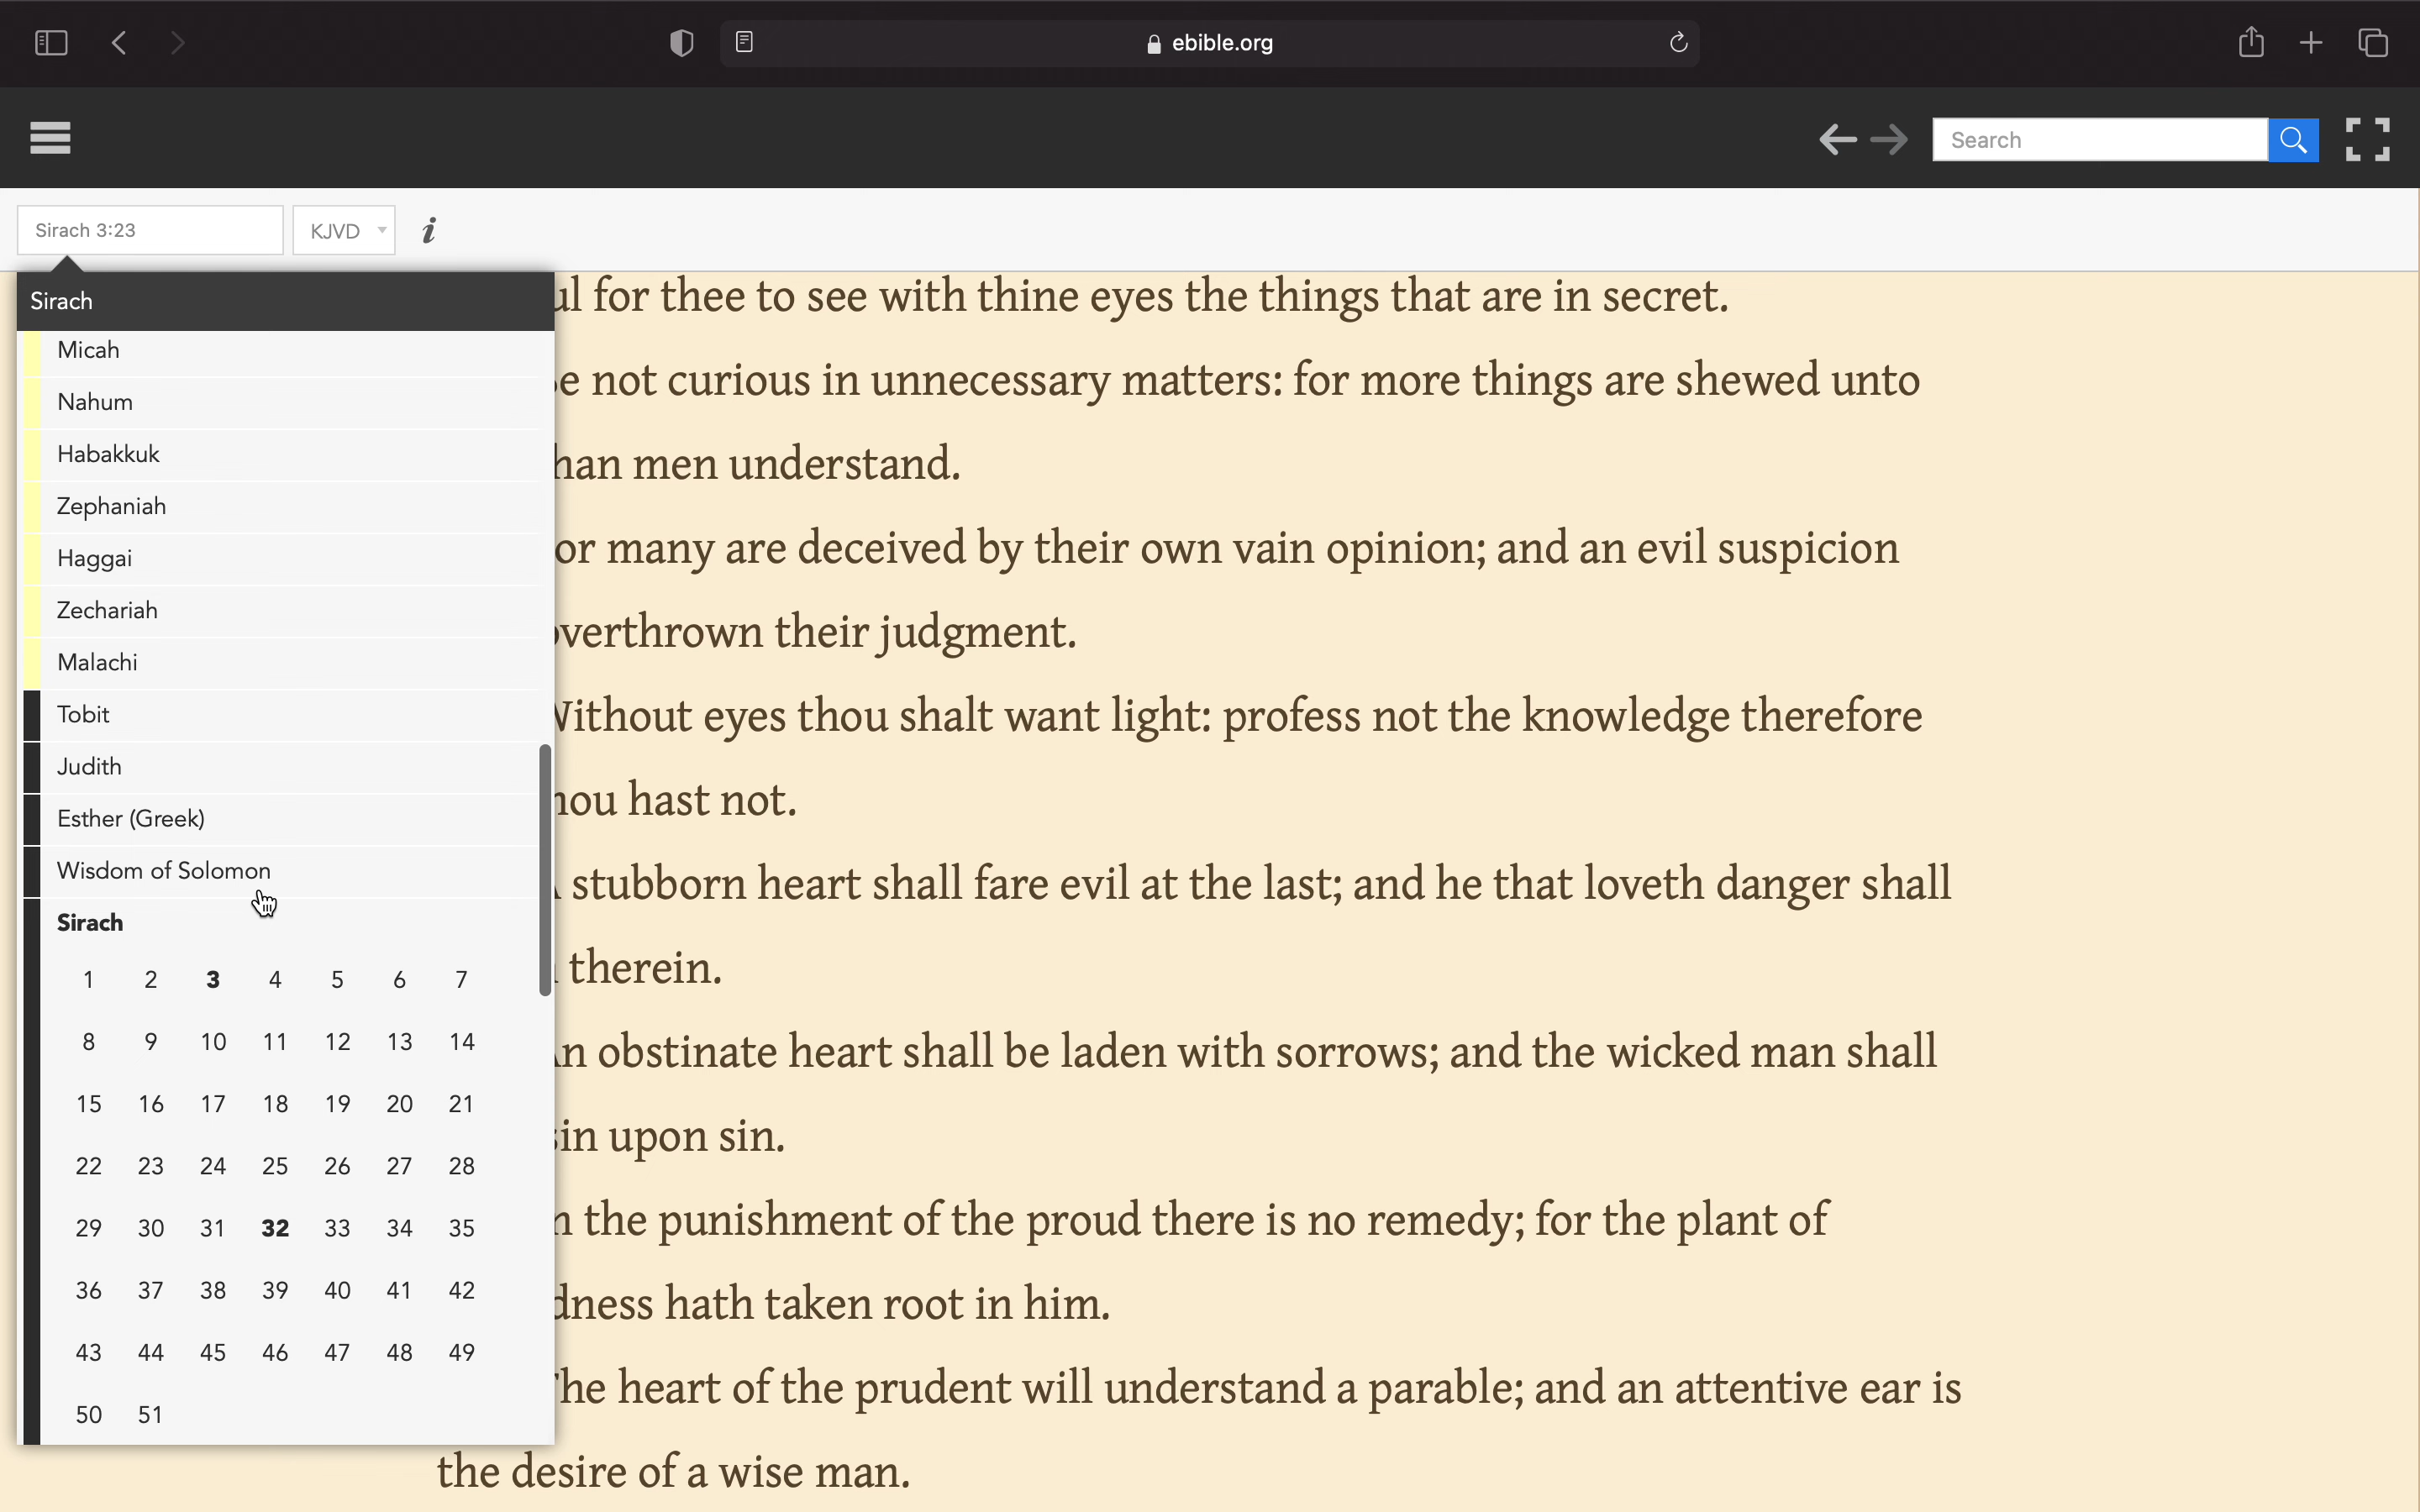 ebible.org
Search
Sirach 3:23
KJVD
i
Sirach
Micah
Nahum
Habakkuk
Zephaniah
Haggai
Zechariah
Malachi
Tobit
Judith
Esther (Greek)
Wisdom of Solomon
Sirach
1 2 3 4 5 6 7
8 9 10 11 12 13 14
15 16 17 18 19 20 21
22 23 24 25 26 27 28
29 30 31 32 33 34 35
36 37 38 39 40 41 42
43 44 45 46 47 48 49
50 51
for thee to see with thine eyes the things that are in secret.
not curious in unnecessary matters: for more things are shewed unto
men understand.
many are deceived by their own vain opinion; and an evil suspicion
overthrown their judgment.
Without eyes thou shalt want light: profess not the knowledge therefore
hast not.
stubborn heart shall fare evil at the last; and he that loveth danger shall
therein.
obstinate heart shall be laden with sorrows; and the wicked man shall
sin upon sin.
the punishment of the proud there is no remedy; for the plant of
hath taken root in him.
The heart of the prudent will understand a parable; and an attentive ear is
the desire of a wise man.